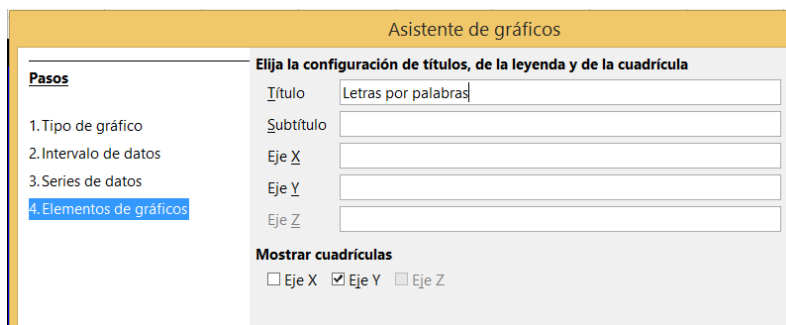 Asistente de gráficos
Pasos
1. Tipo de gráfico
2. Intervalo de datos
3. Series de datos
4. Elementos de gráficos
Elija la configuración de títulos, de la leyenda y de la cuadrícula
Título Letras por palabras
Subtítulo
Eje X
Eje Y
Eje Z
Mostrar cuadrículas
Eje X Eje Y Eje Z